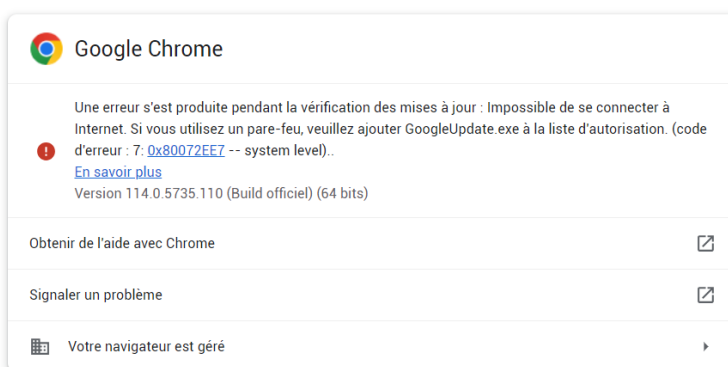 Google Chrome
Une erreur s'est produite pendant la vérification des mises à jour : Impossible de se connecter à
Internet. Si vous utilisez un pare-feu, veuillez ajouter GoogleUpdate.exe à la liste d'autorisation. (code
d'erreur : 7: 0x80072EE7 -- system level)..
En savoir plus
Version 114.0.5735.110 (Build officiel) (64 bits)
Obtenir de l'aide avec Chrome
Signaler un problème
Votre navigateur est géré